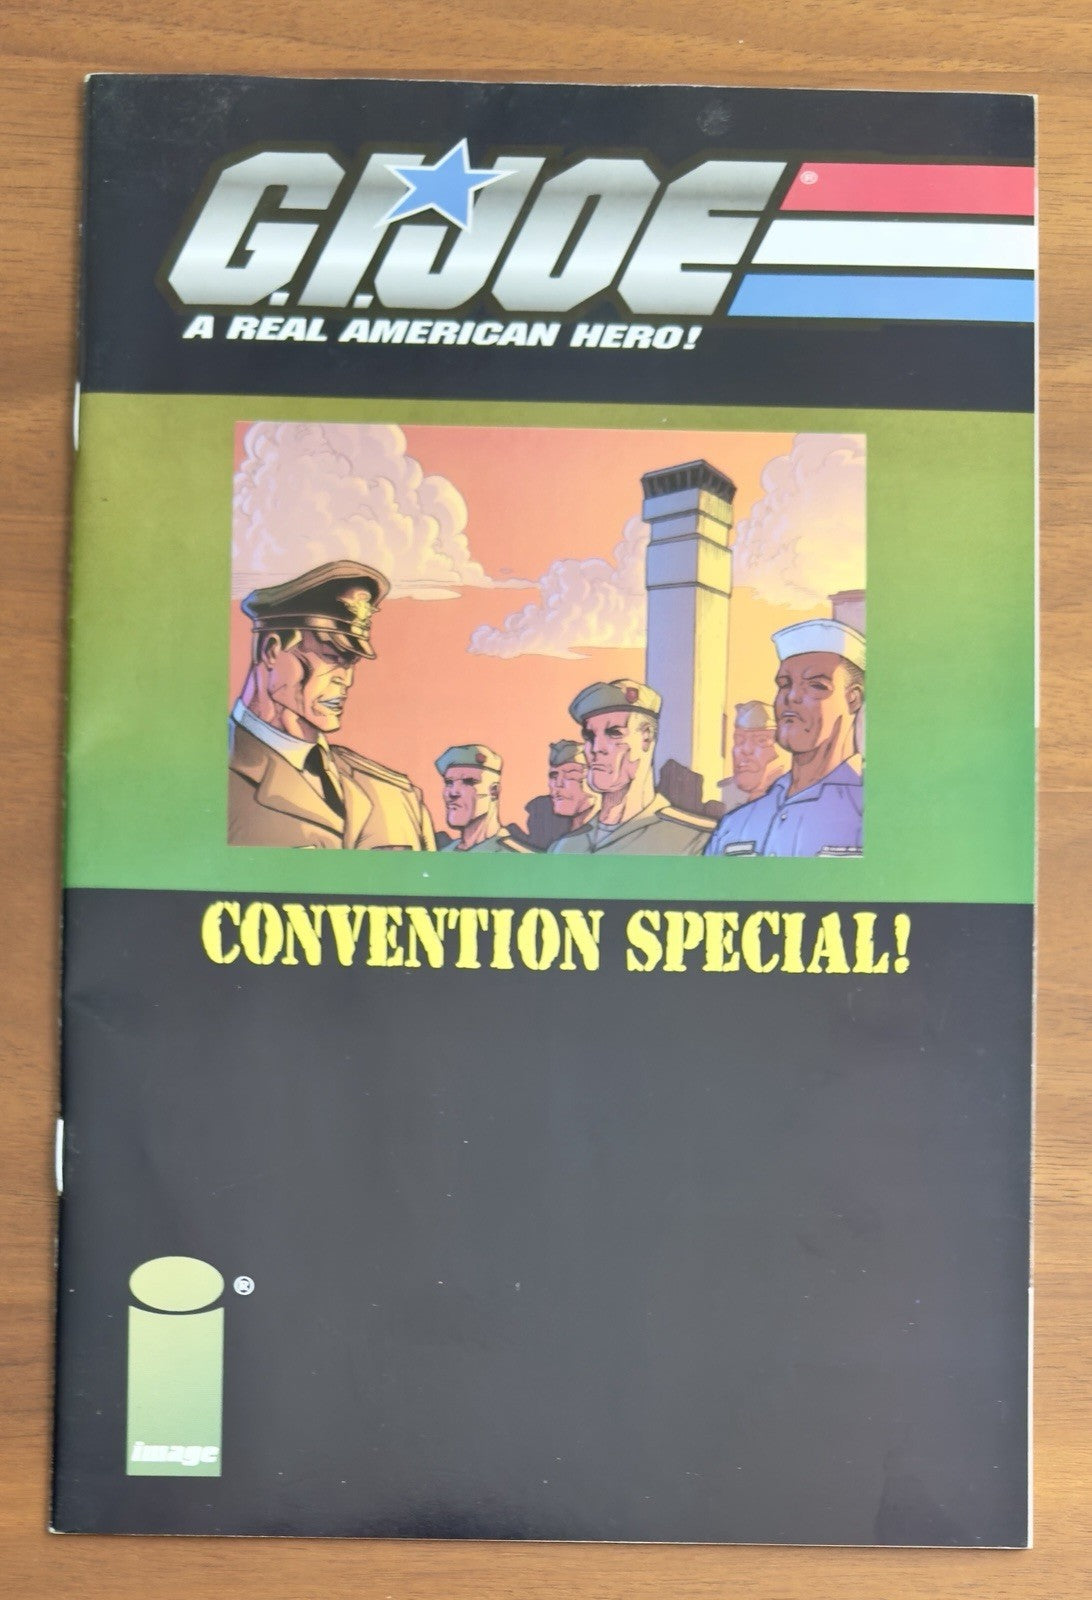 G.I.JOE ®
A REAL AMERICAN HERO!
CONVENTION SPECIAL!
®
image